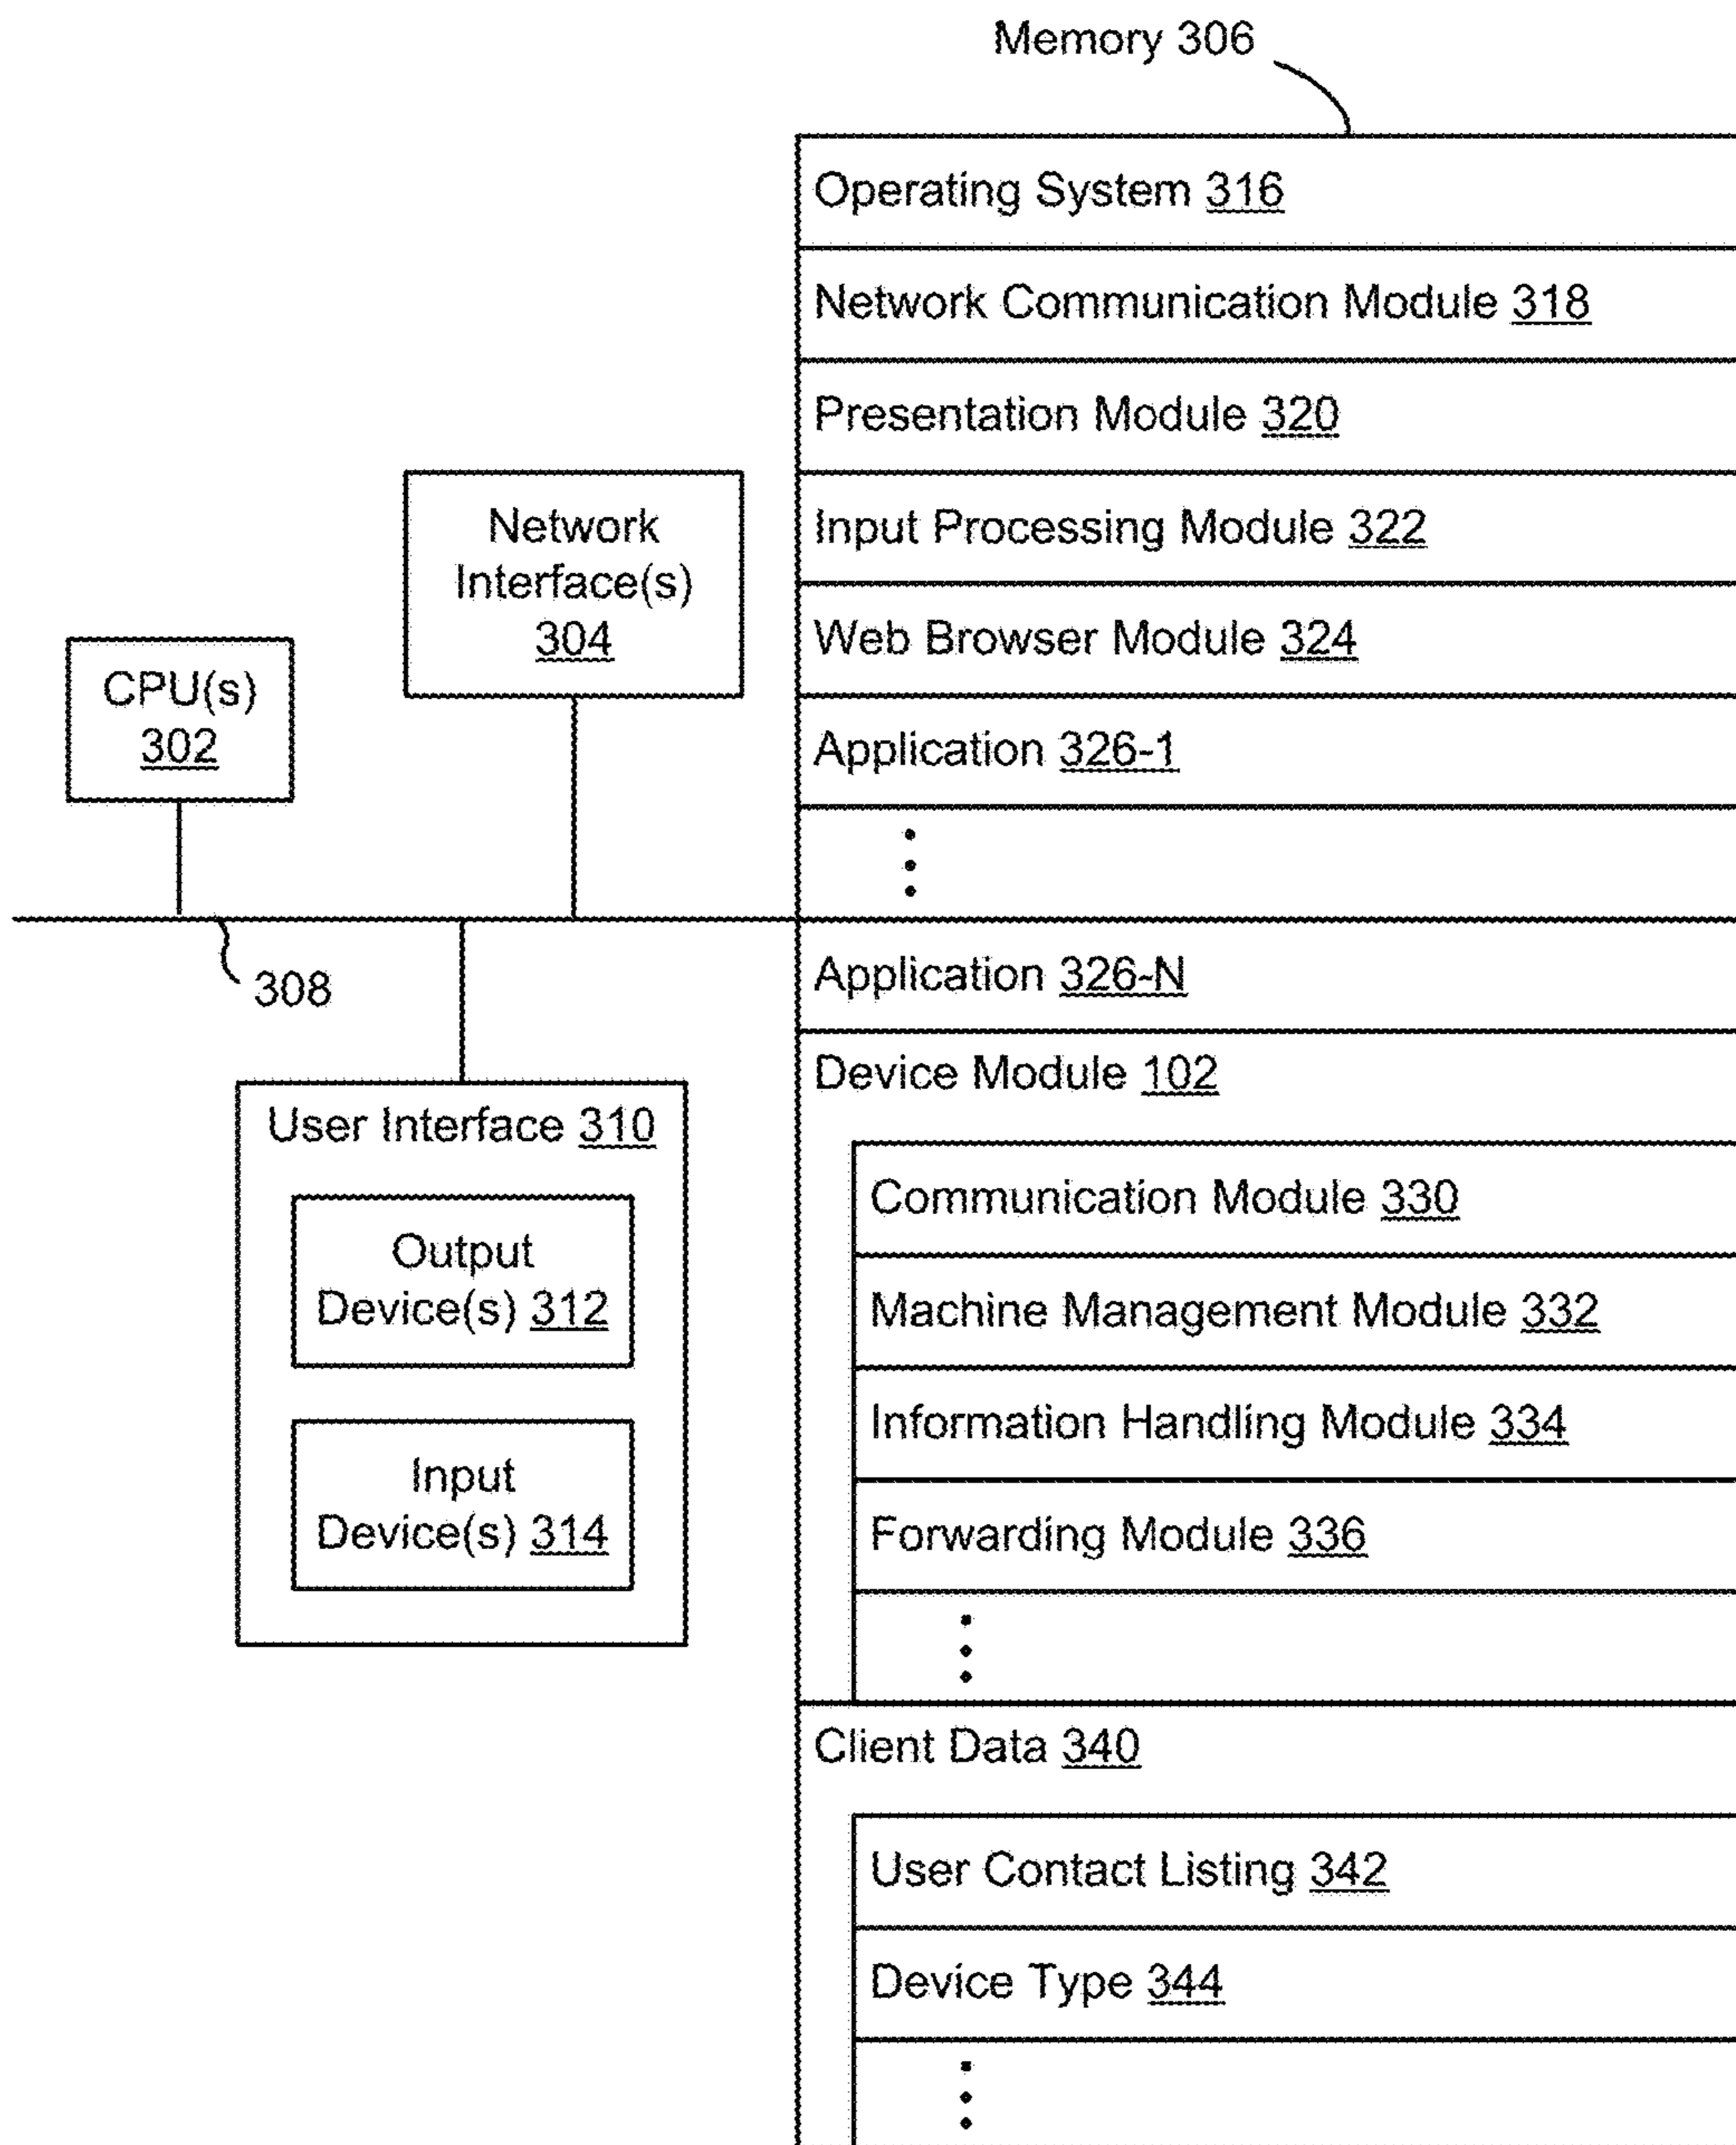 Memory 306
Operating System 316
Network Communication Module 318
Presentation Module 320
Input Processing Module 322
Web Browser Module 324
Application 326-1
Application 326-N
Device Module 102
Communication Module 330
Machine Management Module 332
Information Handling Module 334
Forwarding Module 336
Client Data 340
User Contact Listing 342
Device Type 344
Network
Interface(s)
304
CPU(s)
302
308
User Interface 310
Output
Device(s) 312
Input
Device(s) 314